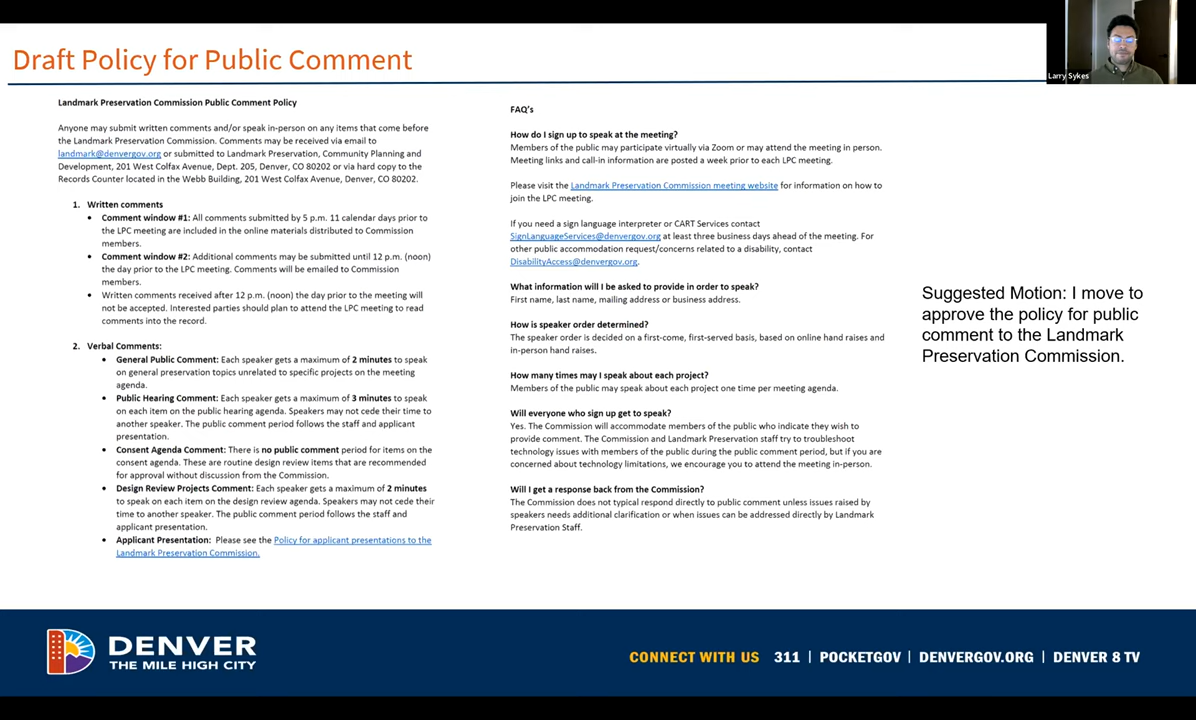 Draft Policy for Public Comment
Larry Sykes
Landmark Preservation Commission Public Comment Policy
Anyone may submit written comments and/or speak in-person on any items that come before
the Landmark Preservation Commission. Comments may be received via email to
landmark@denvergov.org or submitted to Landmark Preservation, Community Planning and
Development, 201 West Colfax Avenue, Dept. 205, Denver, CO 80202 or via hard copy to the
Records Counter located in the Webb Building, 201 West Colfax Avenue, Denver, CO 80202.
1. Written comments
• Comment window #1: All comments submitted by 5 p.m. 11 calendar days prior to
the LPC meeting are included in the online materials distributed to Commission
members.
• Comment window #2: Additional comments may be submitted until 12 p.m. (noon)
the day prior to the LPC meeting. Comments will be emailed to Commission
members.
• Written comments received after 12 p.m. (noon) the day prior to the meeting will
not be accepted. Interested parties should plan to attend the LPC meeting to read
comments into the record.
2. Verbal Comments:
• General Public Comment: Each speaker gets a maximum of 2 minutes to speak
on general preservation topics unrelated to specific projects on the meeting
agenda.
• Public Hearing Comment: Each speaker gets a maximum of 3 minutes to speak
on each item on the public hearing agenda. Speakers may not cede their time to
another speaker. The public comment period follows the staff and applicant
presentation.
• Consent Agenda Comment: There is no public comment period for items on the
consent agenda. These are routine design review items that are recommended
for approval without discussion from the Commission.
• Design Review Projects Comment: Each speaker gets a maximum of 2 minutes
to speak on each item on the design review agenda. Speakers may not cede their
time to another speaker. The public comment period follows the staff and
applicant presentation.
• Applicant Presentation: Please see the Policy for applicant presentations to the
Landmark Preservation Commission.
FAQ's
How do I sign up to speak at the meeting?
Members of the public may participate virtually via Zoom or may attend the meeting in person.
Meeting links and call-in information are posted a week prior to each LPC meeting.
Please visit the Landmark Preservation Commission meeting website for information on how to
join the LPC meeting.
If you need a sign language interpreter or CART Services contact
SignLanguageServices@denvergov.org at least three business days ahead of the meeting. For
other public accommodation request/concerns related to a disability, contact
DisabilityAccess@denvergov.org.
What information will I be asked to provide in order to speak?
First name, last name, mailing address or business address.
How is speaker order determined?
The speaker order is decided on a first-come, first-served basis, based on online hand raises and
in-person hand raises.
How many times may I speak about each project?
Members of the public may speak about each project one time per meeting agenda.
Will everyone who sign up get to speak?
Yes. The Commission will accommodate members of the public who indicate they wish to
provide comment. The Commission and Landmark Preservation staff try to troubleshoot
technology issues with members of the public during the public comment period, but if you are
concerned about technology limitations, we encourage you to attend the meeting in-person.
Will I get a response back from the Commission?
The Commission does not typical respond directly to public comment unless issues raised by
speakers needs additional clarification or when issues can be addressed directly by Landmark
Preservation Staff.
Suggested Motion: I move to
approve the policy for public
comment to the Landmark
Preservation Commission.
DENVER
THE MILE HIGH CITY
CONNECT WITH US 311 | POCKETGOV | DENVERGOV.ORG | DENVER 8 TV